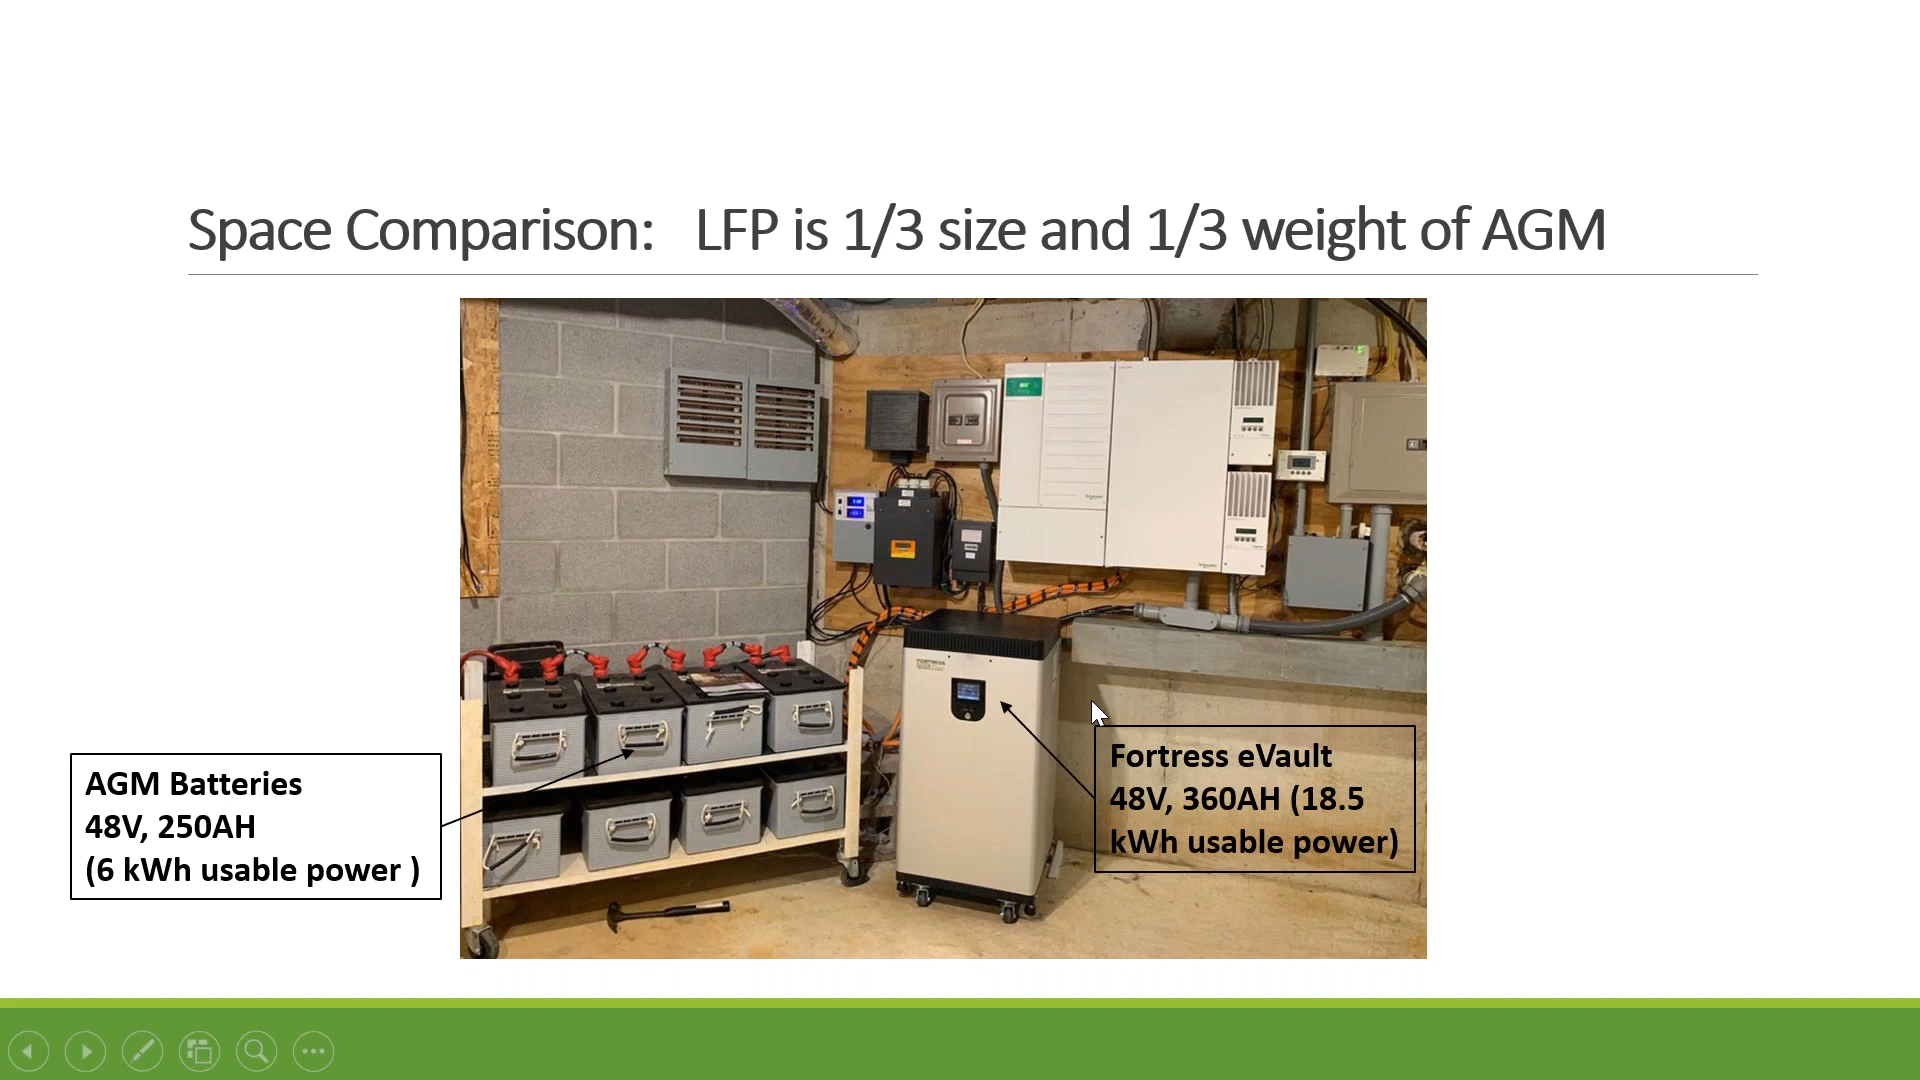 Space Comparison: LFP is 1/3 size and 1/3 weight of AGM
AGM Batteries
48V, 250AH
(6 kWh usable power )
FORTRESS
Fortress eVault
48V, 360AH (18.5
kWh usable power)